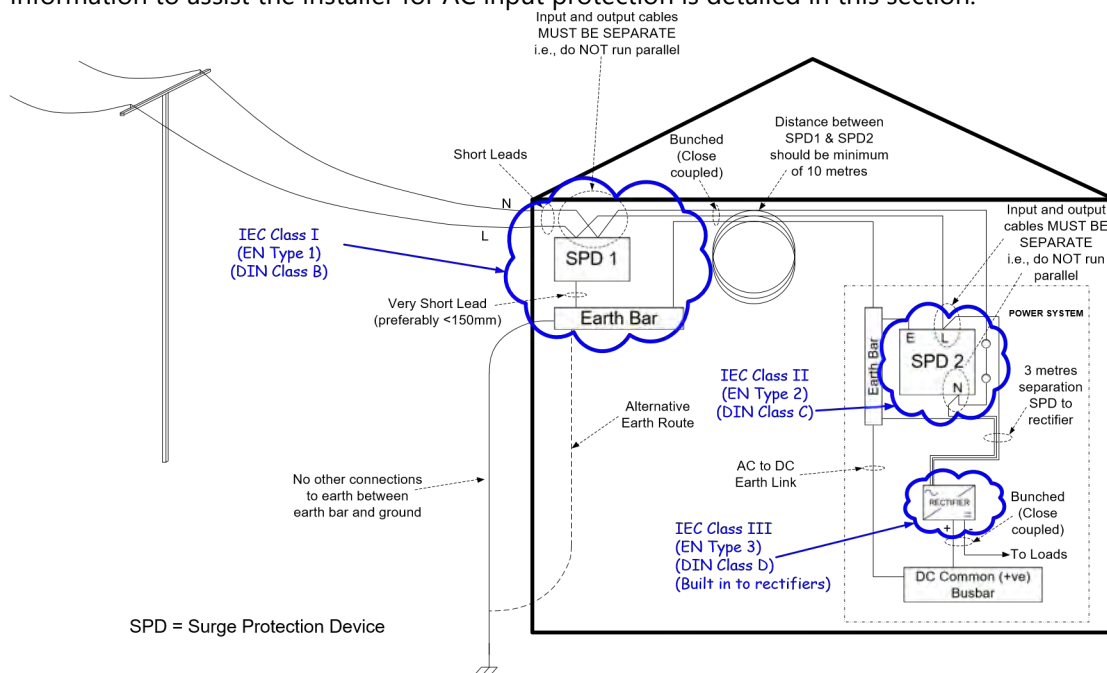 information to assist the installer for AC input protection is detailed in this section.
Input and output cables
MUST BE SEPARATE
i.e., do NOT run parallel
Short Leads
Bunched
(Close
coupled)
Distance between
SPD1 & SPD2
should be minimum
of 10 metres
N
L
IEC Class I
(EN Type 1)
(DIN Class B)
SPD 1
Very Short Lead
(preferably <150mm)
Earth Bar
Input and output
cables MUST BE
SEPARATE
i.e., do NOT run
parallel
POWER SYSTEM
Earth Bar
E
L
SPD 2
N
IEC Class II
(EN Type 2)
(DIN Class C)
3 metres
separation
SPD to
rectifier
Alternative
Earth Route
No other connections
to earth between
earth bar and ground
AC to DC
Earth Link
RECTIFIER
+
-
Bunched
(Close
coupled)
To Loads
IEC Class III
(EN Type 3)
(DIN Class D)
(Built in to rectifiers)
DC Common (+ve)
Busbar
SPD = Surge Protection Device